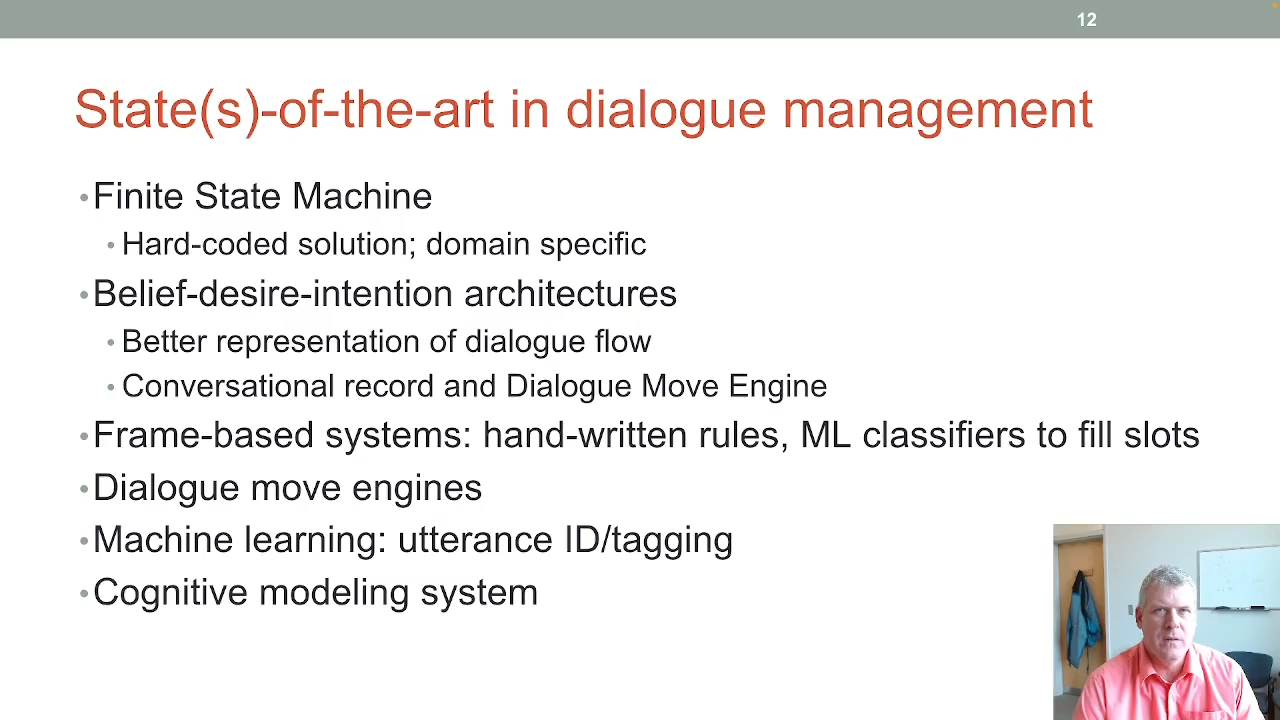 12
State(s)-of-the-art in dialogue management
•Finite State Machine
•Hard-coded solution; domain specific
•Belief-desire-intention architectures
•Better representation of dialogue flow
•Conversational record and Dialogue Move Engine
•Frame-based systems: hand-written rules, ML classifiers to fill slots
•Dialogue move engines
•Machine learning: utterance ID/tagging
•Cognitive modeling system